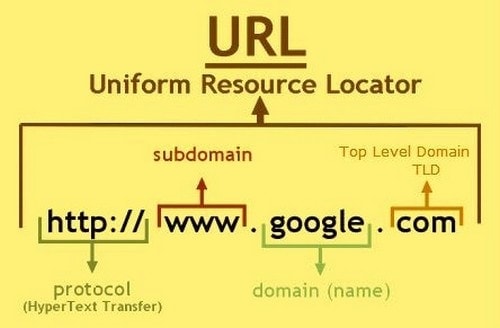 URL
Uniform Resource Locator
subdomain
Top Level Domain
TLD
http:// www . google . com
protocol
(HyperText Transfer)
domain (name)